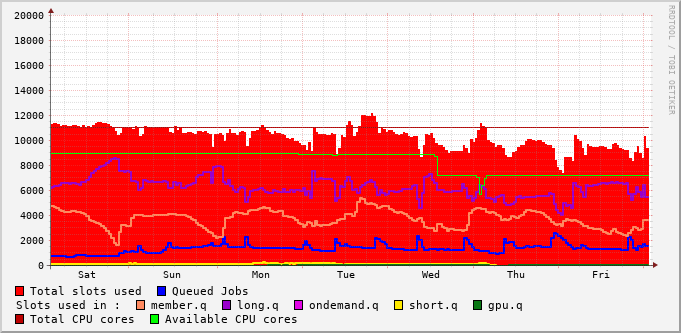 RRDTOOL / TOBI OETIKER
20000
18000
16000
14000
12000
10000
8000
6000
4000
2000
0
Sat Sun Mon Tue Wed Thu Fri
Total slots used Queued Jobs
Slots used in : member.q long.q ondemand.q short.q gpu.q
Total CPU cores Available CPU cores